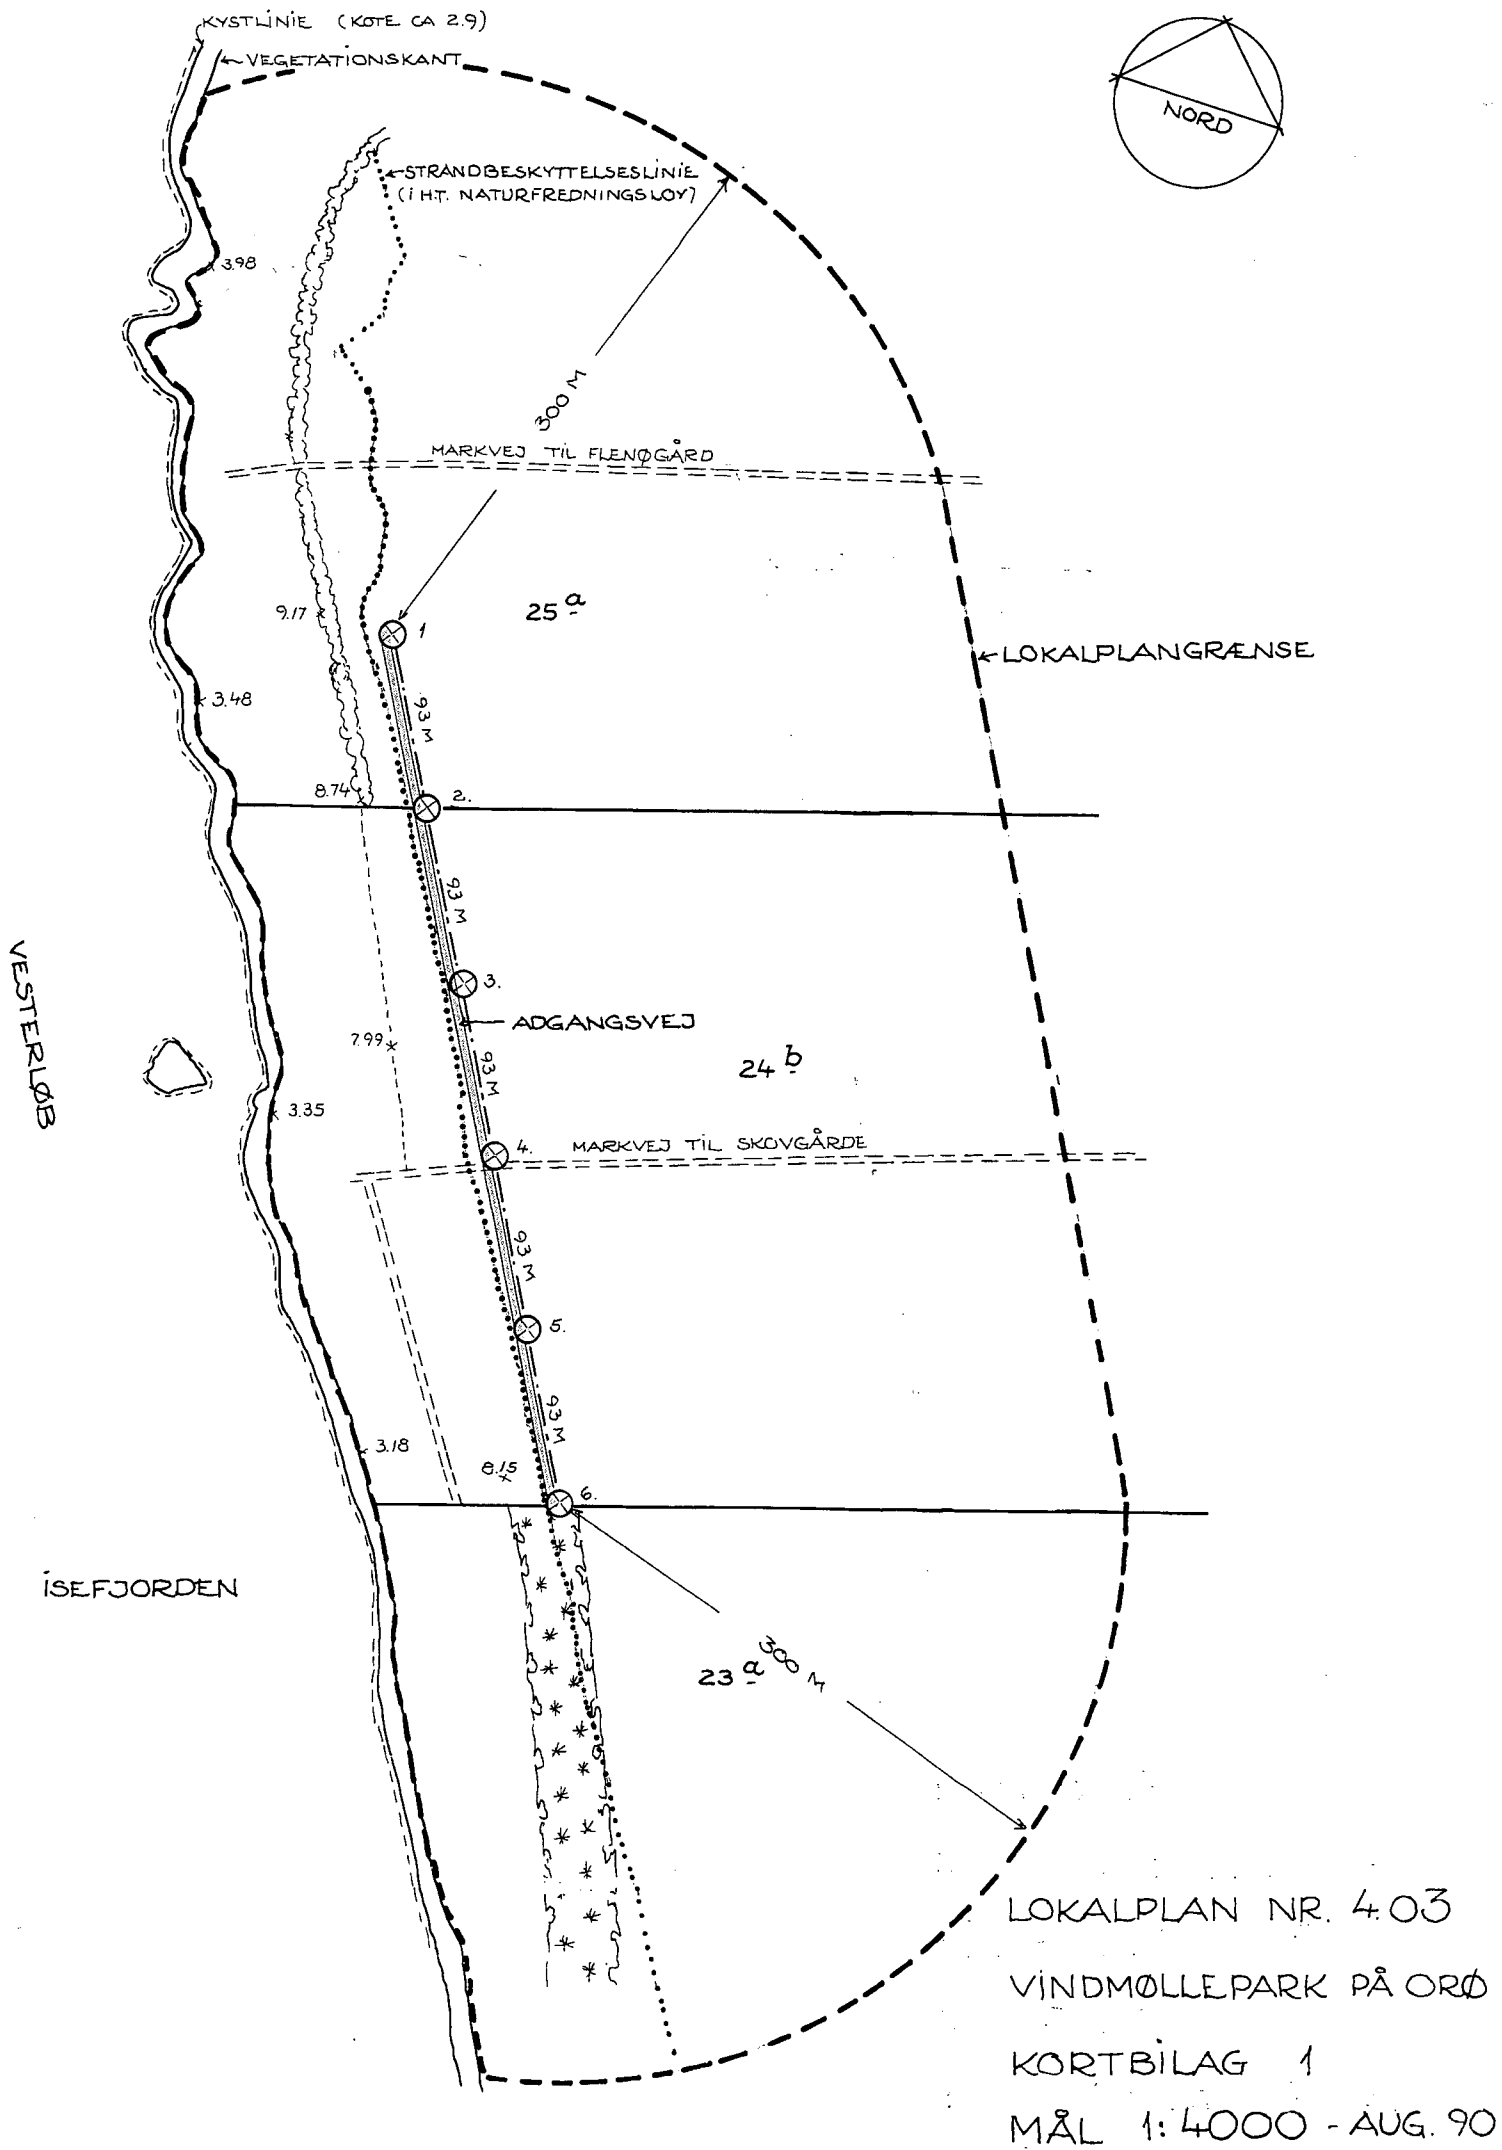 KYSTLINIE (KOTE CA 2.9)
VEGETATIONSKANT
NORD
STRANDBESKYTTELSESLINIE
(I H.T. NATURFREDNINGSLOV)
3.98
300 M
MARKVEJ TIL FLENØGÅRD
25 a
9.17
1
LOKALPLANGRÆNSE
3.48
93 M
8.74
2.
93 M
VESTERLØB
3.
ADGANGSVEJ
7.99
93 M
24 b
3.35
4.
MARKVEJ TIL SKOVGÅRDE
93 M
5.
93 M
3.18
8.15
6.
ISEFJORDEN
23 a
300 M
LOKALPLAN NR. 4.03
VINDMØLLEPARK PÅ ORØ
KORTBILAG 1
MÅL 1:4000 - AUG. 90